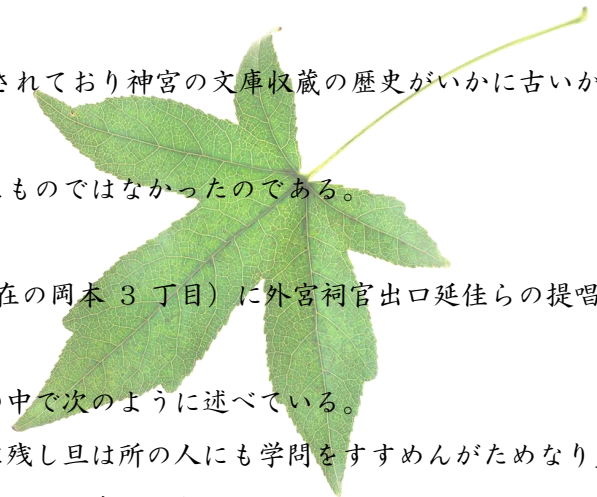 されており神宮の文庫収蔵の歴史がいかに古いか
ものではなかったのである。
在の岡本 3 丁目）に外宮祠官出口延佳らの提唱
中で次のように述べている。
残し旦は所の人にも学問をすすめんがためなり